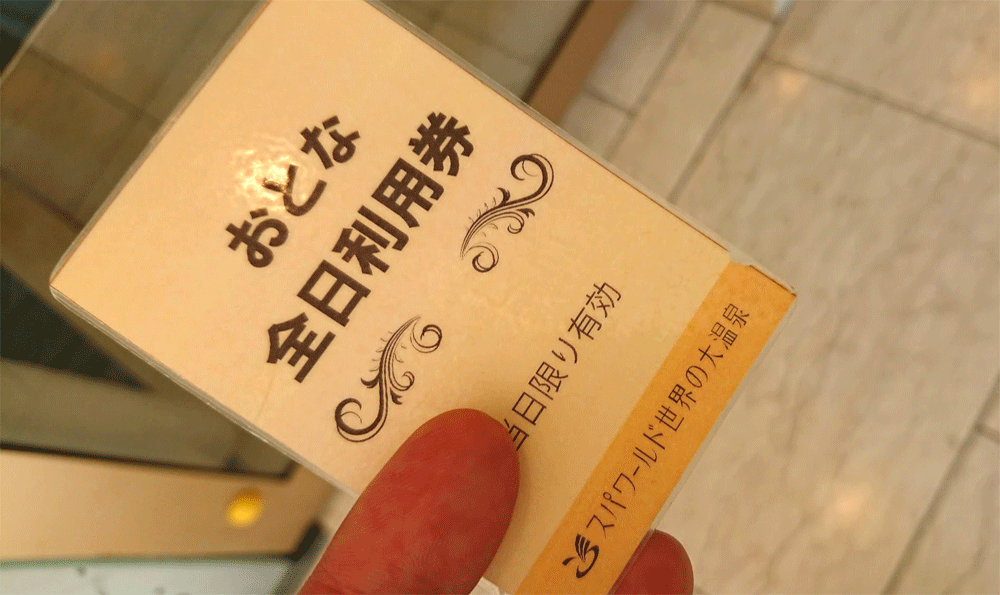 おとな
全日利用券
当日限り有効
スパワールド世界の大温泉